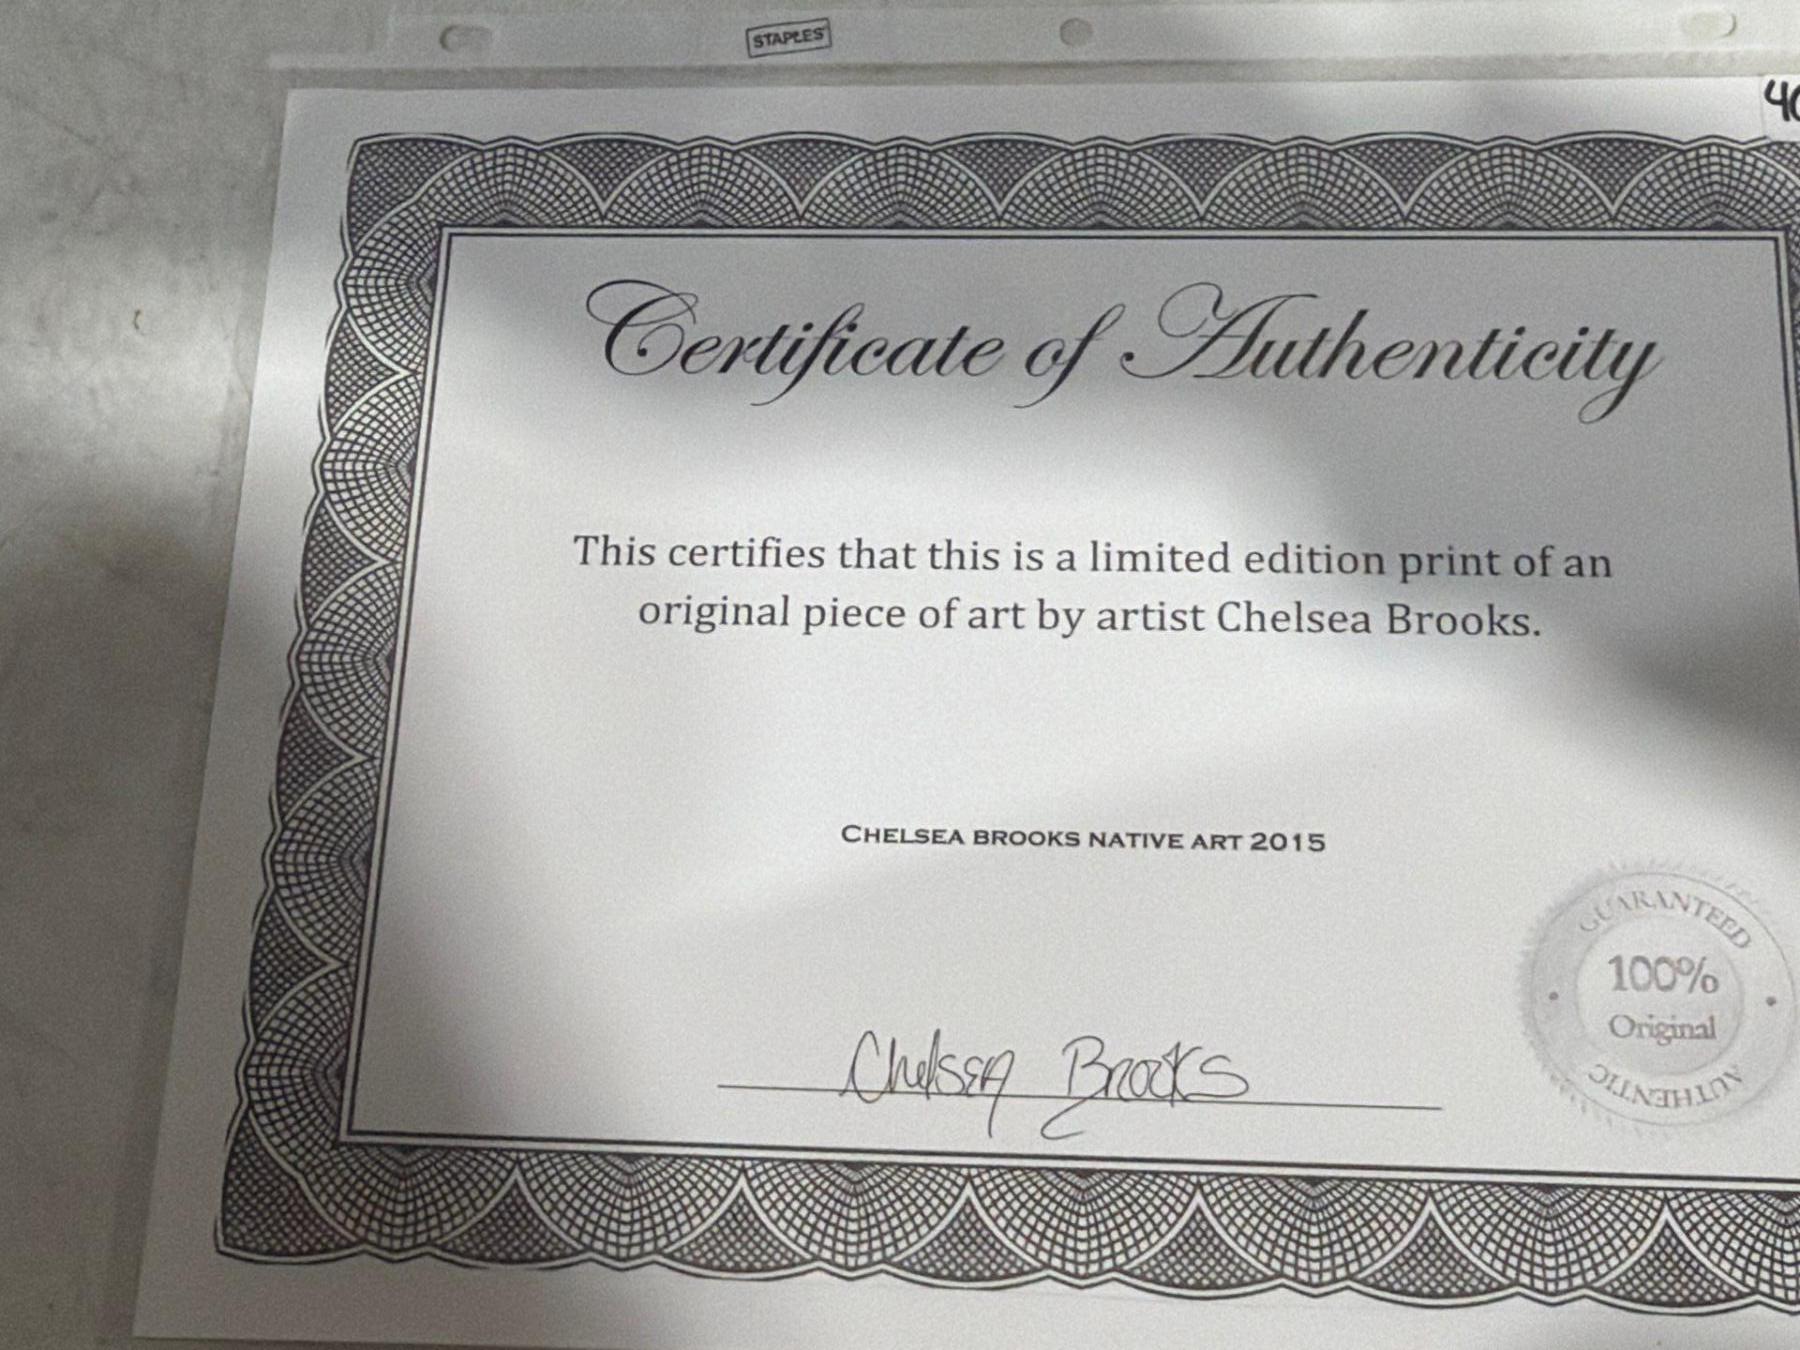 STAPLES
40
Certificate of Authenticity
This certifies that this is a limited edition print of an
original piece of art by artist Chelsea Brooks.
CHELSEA BROOKS NATIVE ART 2015
GUARANTEED
100%
Original
AUTHENTIC
Chelsea Brooks